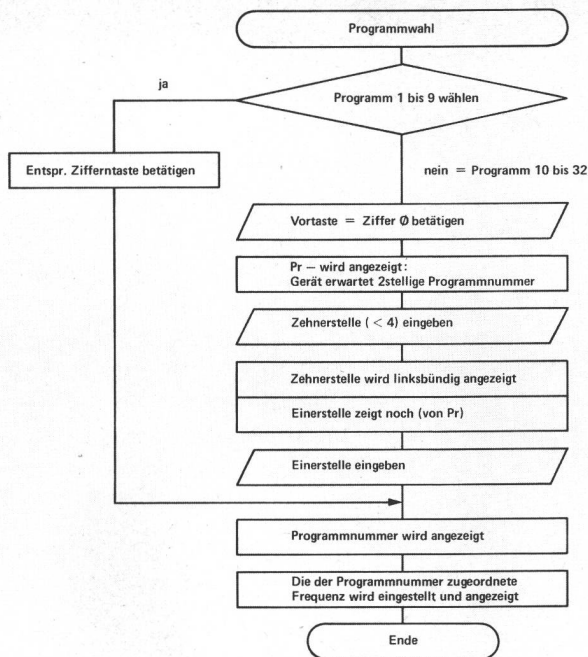 Programmwahl
ja
Programm 1 bis 9 wählen
Entspr. Zifferntaste betätigen
nein = Programm 10 bis 32
Vortaste = Ziffer Ø betätigen
Pr – wird angezeigt:
Gerät erwartet 2stellige Programmnummer
Zehnerstelle ( < 4) eingeben
Zehnerstelle wird linksbündig angezeigt
Einerstelle zeigt noch (von Pr)
Einerstelle eingeben
Programmnummer wird angezeigt
Die der Programmnummer zugeordnete
Frequenz wird eingestellt und angezeigt
Ende